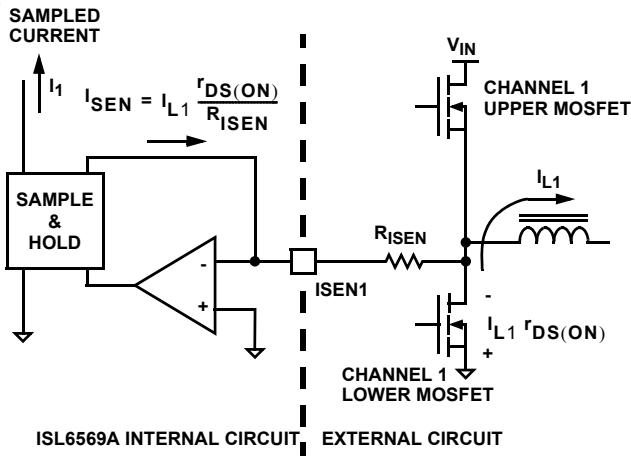 SAMPLED
CURRENT
I1
ISEN = IL1 rDS(ON)
RISEN
VIN
CHANNEL 1
UPPER MOSFET
SAMPLE
&
HOLD
IL1
RISEN
-
+
ISEN1
-
IL1 rDS(ON)
+
CHANNEL 1
LOWER MOSFET
ISL6569A INTERNAL CIRCUIT
EXTERNAL CIRCUIT